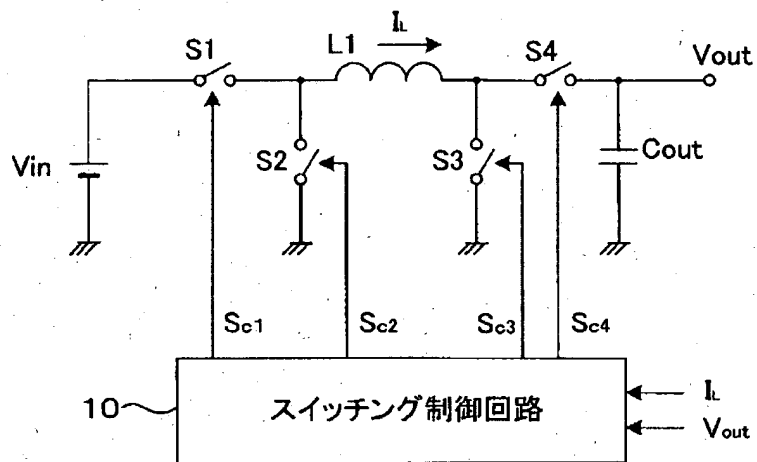 S1
L1
IL
S4
Vout
Vin
S2
S3
Cout
Sc1
Sc2
Sc3
Sc4
10
スイッチング制御回路
IL
Vout